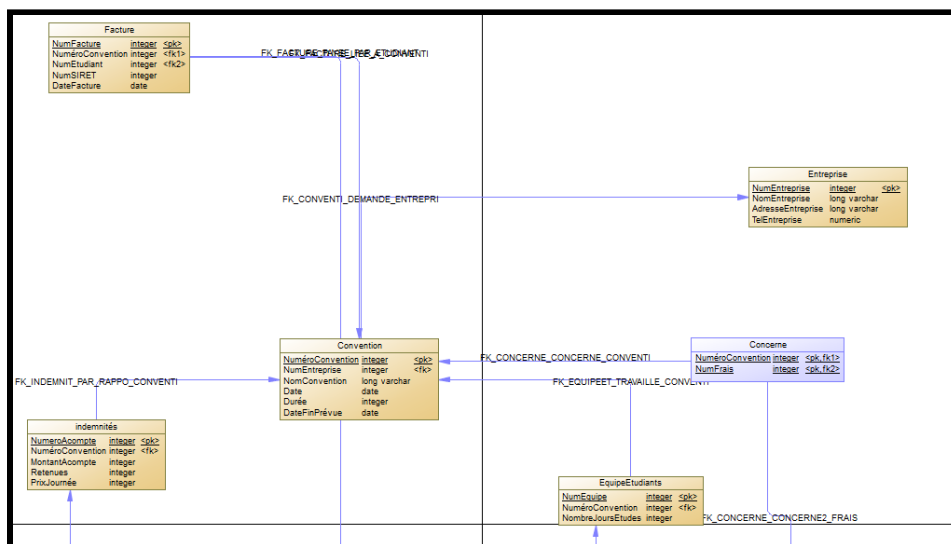 Facture
NumFacture integer <pk>
NuméroConvention integer <fk1>
NumEtudiant integer <fk2>
NumSIRET integer
DateFacture date
Entreprise
NumEntreprise integer <pk>
NomEntreprise long varchar
AdresseEntreprise long varchar
TelEntreprise numeric
FK_CONVENTI_DEMANDE_ENTREPRI
Convention
NuméroConvention integer <pk>
NumEntreprise integer <fk>
NomConvention long varchar
Date date
Durée integer
DateFinPrévue date
FK_CONCERNE_CONCERNE_CONVENTI
Concerne
NuméroConvention integer <pk,fk1>
NumFrais integer <pk,fk2>
FK_INDEMNIT_PAR_RAPPO_CONVENTI
FK_EQUIPEET_TRAVAILLE_CONVENTI
indemnités
NumeroAcompte integer <pk>
NuméroConvention integer <fk>
MontantAcompte integer
Retenues integer
PrixJournée integer
EquipeEtudiants
NumEquipe integer <pk>
NuméroConvention integer <fk>
NombreJoursEtudes integer
FK_CONCERNE_CONCERNE2_FRAIS